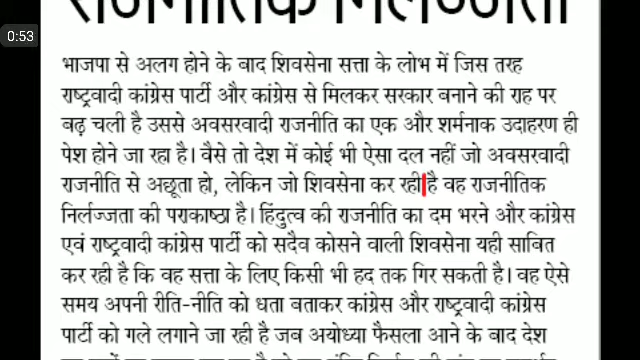 0:53
राजनीतिक निर्लज्जता
भाजपा से अलग होने के बाद शिवसेना सत्ता के लोभ में जिस तरह
राष्ट्रवादी कांग्रेस पार्टी और कांग्रेस से मिलकर सरकार बनाने की राह पर
बढ़ चली है उससे अवसरवादी राजनीति का एक और शर्मनाक उदाहरण ही
पेश होने जा रहा है। वैसे तो देश में कोई भी ऐसा दल नहीं जो अवसरवादी
राजनीति से अछूता हो, लेकिन जो शिवसेना कर रही है वह राजनीतिक
निर्लज्जता की पराकाष्ठा है। हिंदुत्व की राजनीति का दम भरने और कांग्रेस
एवं राष्ट्रवादी कांग्रेस पार्टी को सदैव कोसने वाली शिवसेना यही साबित
कर रही है कि वह सत्ता के लिए किसी भी हद तक गिर सकती है। वह ऐसे
समय अपनी रीति-नीति को धता बताकर कांग्रेस और राष्ट्रवादी कांग्रेस
पार्टी को गले लगाने जा रही है जब अयोध्या फैसला आने के बाद देश